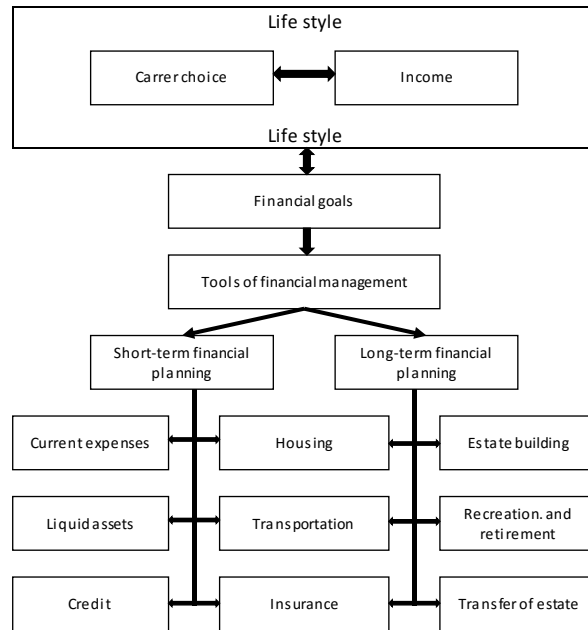 Life style
Carrer choice
Income
Life style
Financial goals
Tools of financial management
Short-term financial
planning
Long-term financial
planning
Current expenses
Housing
Estate building
Liquid assets
Transportation
Recreation. and
retirement
Credit
Insurance
Transfer of estate